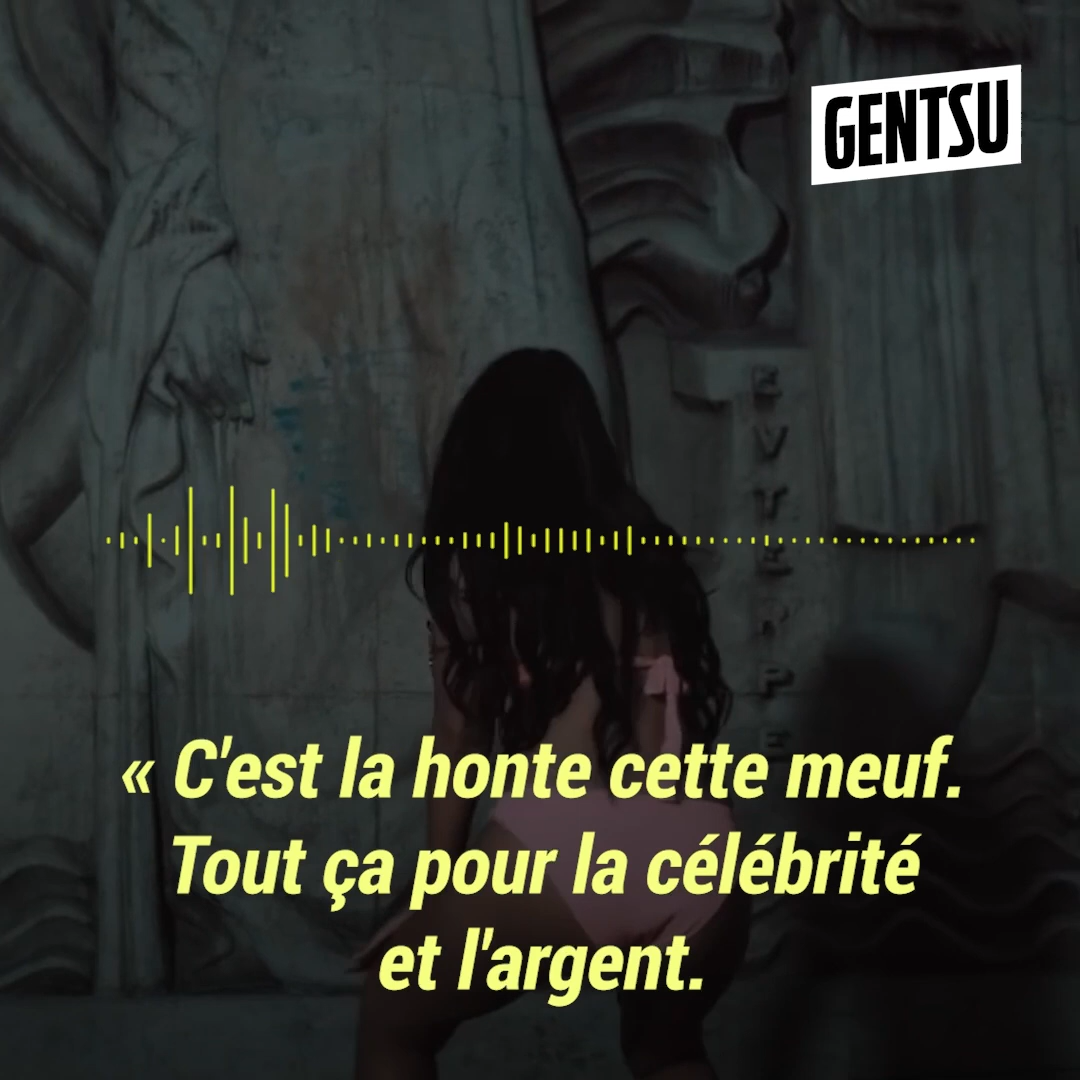 GENTSU
« C'est la honte cette meuf.
Tout ça pour la célébrité
et l'argent.